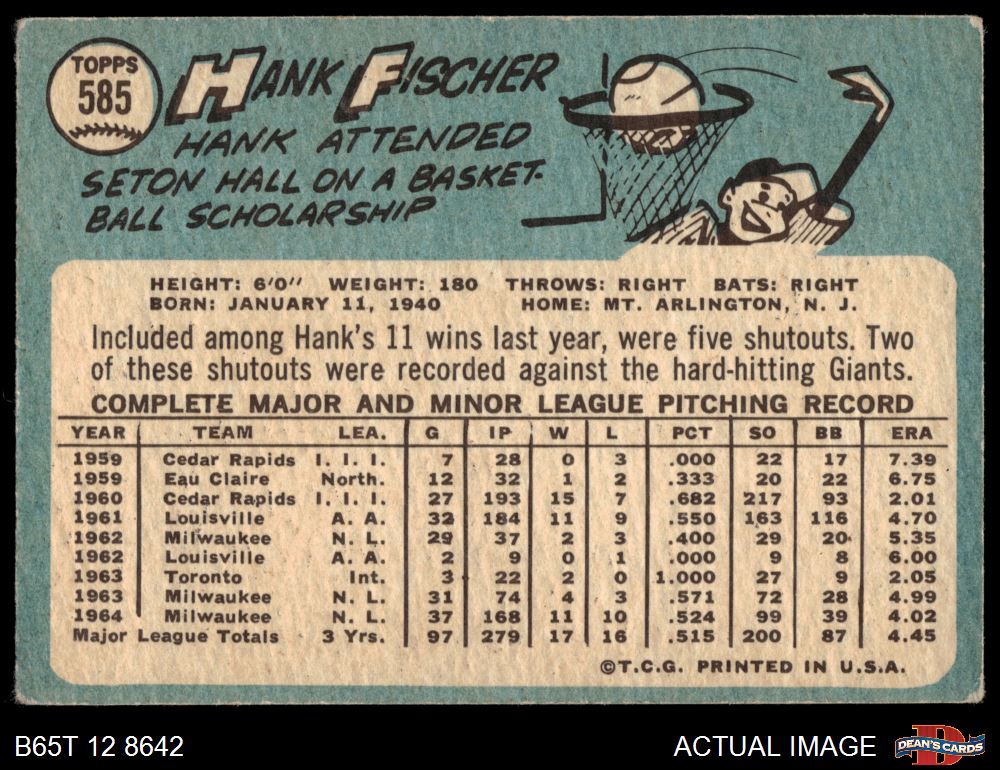 TOPPS
585
HANK FISCHER
HANK ATTENDED
SETON HALL ON A BASKET-
BALL SCHOLARSHIP
HEIGHT: 6'0" WEIGHT: 180 THROWS: RIGHT BATS: RIGHT
BORN: JANUARY 11, 1940 HOME: MT. ARLINGTON, N. J.
Included among Hank's 11 wins last year, were five shutouts. Two
of these shutouts were recorded against the hard-hitting Giants.
COMPLETE MAJOR AND MINOR LEAGUE PITCHING RECORD
YEAR TEAM LEA. G IP W L PCT SO BB ERA
1959 Cedar Rapids I. I. I. 7 28 0 3 .000 22 17 7.39
1959 Eau Claire North. 12 32 1 2 .333 20 22 6.75
1960 Cedar Rapids I. I. I. 27 193 15 7 .682 217 93 2.01
1961 Louisville A. A. 32 184 11 9 .550 163 116 4.70
1962 Milwaukee N. L. 29 37 2 3 .400 29 20 5.35
1962 Louisville A. A. 2 9 0 1 .000 9 8 6.00
1963 Toronto Int. 3 22 2 0 1.000 27 9 2.05
1963 Milwaukee N. L. 31 74 4 3 .571 72 28 4.99
1964 Milwaukee N. L. 37 168 11 10 .524 99 39 4.02
Major League Totals 3 Yrs. 97 279 17 16 .515 200 87 4.45
©T.C.G. PRINTED IN U.S.A.
B65T 12 8642 ACTUAL IMAGE
DEAN'S CARDS